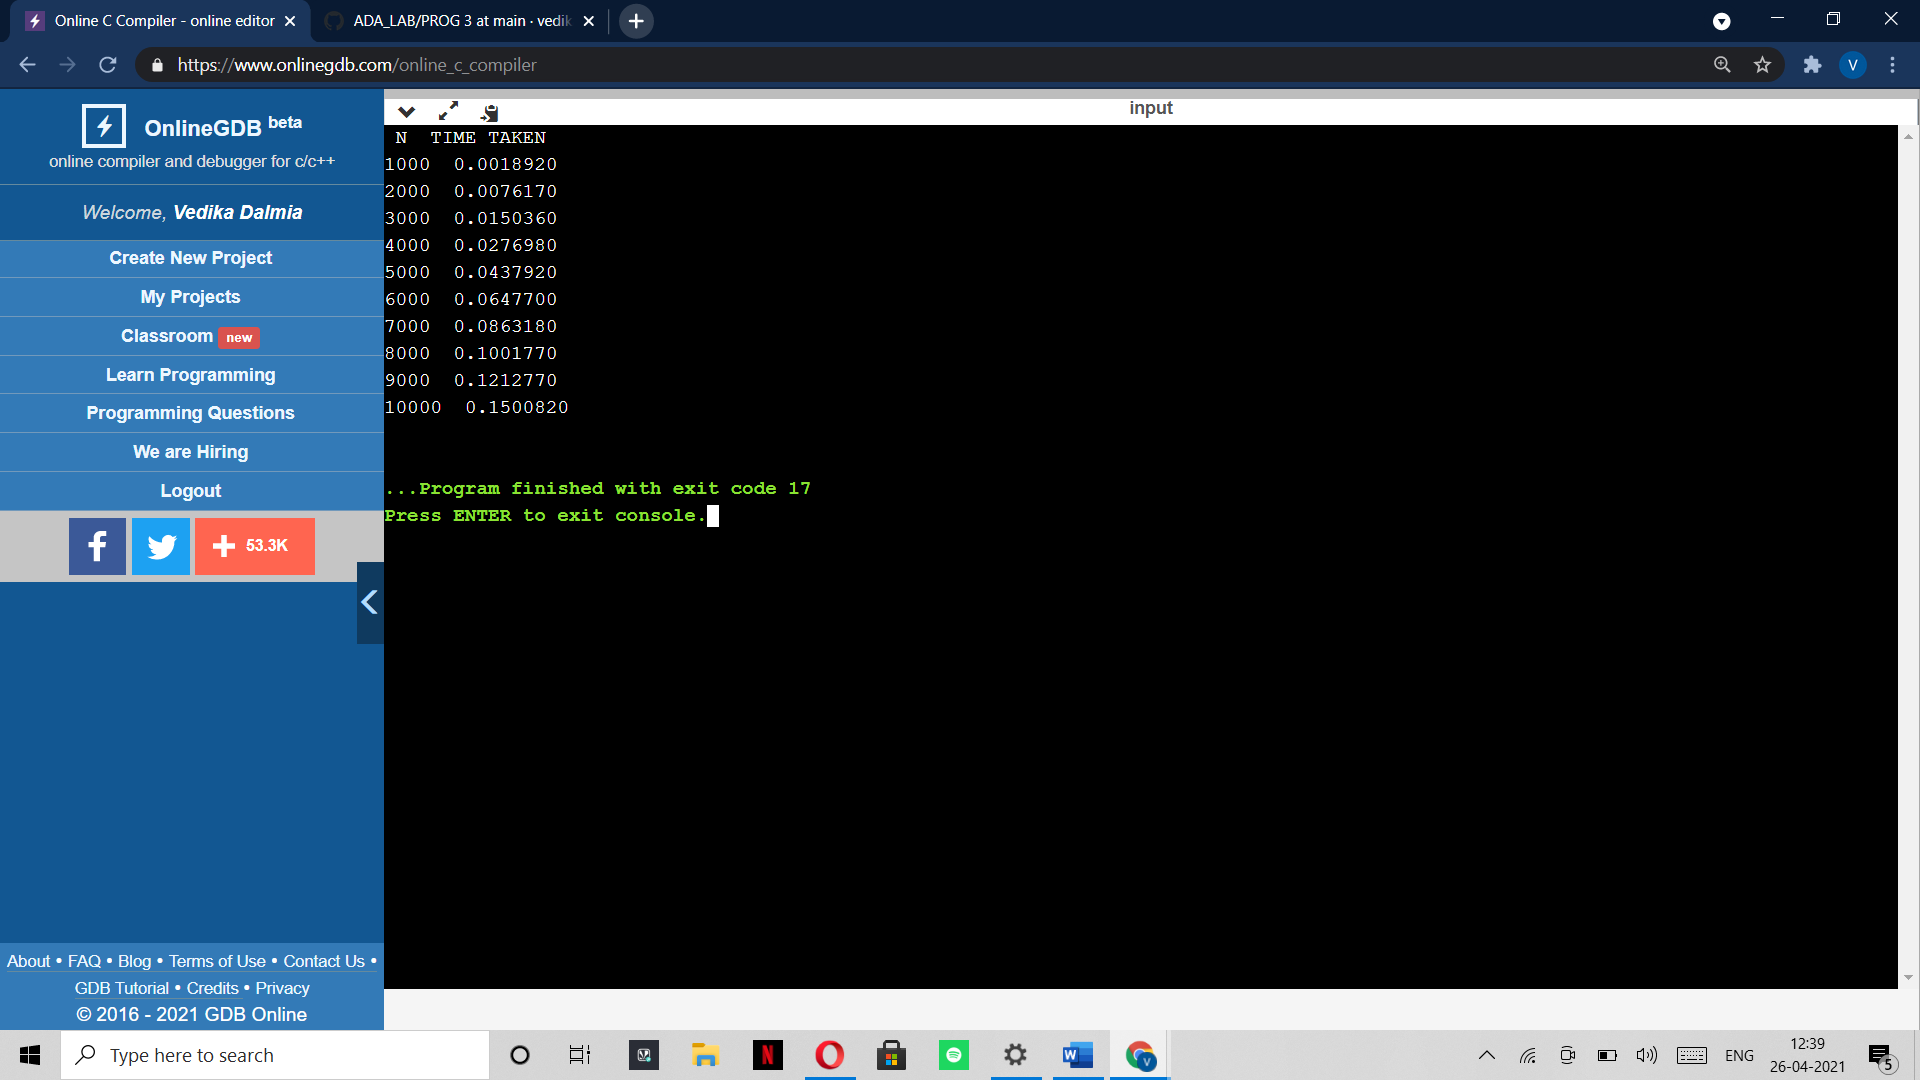 Online C Compiler - online editor
ADA_LAB/PROG 3 at main · vedik
https://www.onlinegdb.com/online_c_compiler
V
OnlineGDB beta
online compiler and debugger for c/c++
Welcome, Vedika Dalmia
Create New Project
My Projects
Classroom new
Learn Programming
Programming Questions
We are Hiring
Logout
53.3K
About • FAQ • Blog • Terms of Use • Contact Us •
GDB Tutorial • Credits • Privacy
© 2016 - 2021 GDB Online
input
N TIME TAKEN
1000 0.0018920
2000 0.0076170
3000 0.0150360
4000 0.0276980
5000 0.0437920
6000 0.0647700
7000 0.0863180
8000 0.1001770
9000 0.1212770
10000 0.1500820
...Program finished with exit code 17
Press ENTER to exit console.
Type here to search
ENG
12:39
26-04-2021
5